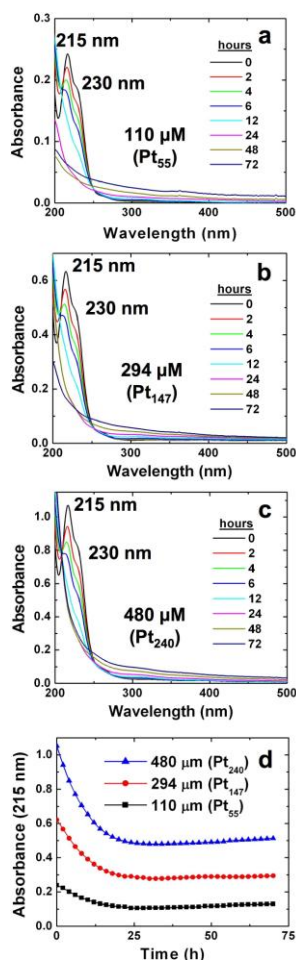 a
215 nm
230 nm
hours
0
2
4
6
12
24
48
72
110 µM
(Pt55)
Absorbance
0.3
0.2
0.1
0.0
200 300 400 500
Wavelength (nm)
b
215 nm
230 nm
hours
0
2
4
6
12
24
48
72
294 µM
(Pt147)
Absorbance
0.6
0.4
0.2
0.0
200 300 400 500
Wavelength (nm)
c
215 nm
230 nm
hours
0
2
4
6
12
24
48
72
480 µM
(Pt240)
Absorbance
1.0
0.8
0.6
0.4
0.2
0.0
200 300 400 500
Wavelength (nm)
d
480 µm (Pt240)
294 µm (Pt147)
110 µm (Pt55)
Absorbance (215 nm)
1.0
0.8
0.6
0.4
0.2
0.0
0 25 50 75
Time (h)